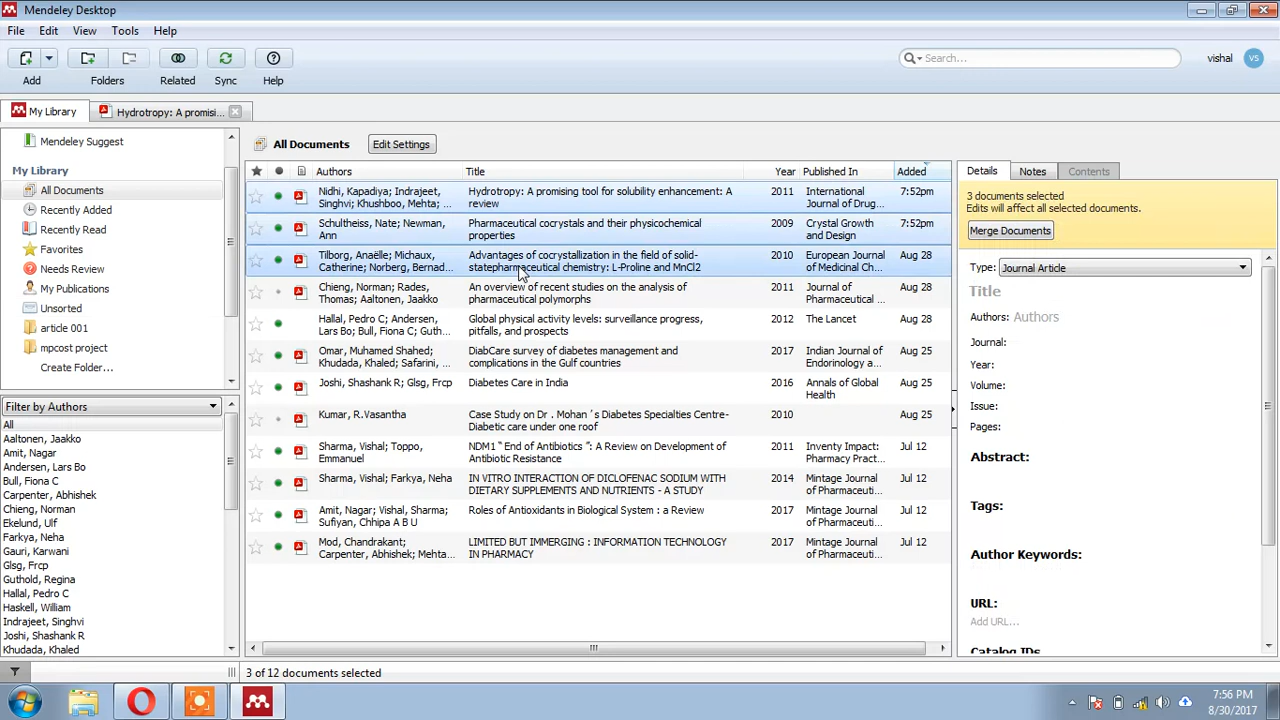 Mendeley Desktop
File Edit View Tools Help
Add Folders Related Sync Help
Search...
vishal VS
My Library
Hydrotropy: A promisi...
Mendeley Suggest
My Library
All Documents
Recently Added
Recently Read
Favorites
Needs Review
My Publications
Unsorted
article 001
mpcost project
Create Folder...
Filter by Authors
All
Aaltonen, Jaakko
Amit, Nagar
Andersen, Lars Bo
Bull, Fiona C
Carpenter, Abhishek
Chieng, Norman
Ekelund, Ulf
Farkya, Neha
Gauri, Karwani
Glsg, Frcp
Guthold, Regina
Hallal, Pedro C
Haskell, William
Indrajeet, Singhvi
Joshi, Shashank R
Khudada, Khaled
All Documents Edit Settings
Authors Title Year Published In Added
Nidhi, Kapadiya; Indrajeet, Hydrotropy: A promising tool for solubility enhancement: A 2011 International 7:52pm
Singhvi; Khushboo, Mehta; ... review Journal of Drug...
Schultheiss, Nate; Newman, Pharmaceutical cocrystals and their physicochemical 2009 Crystal Growth 7:52pm
Ann properties and Design
Tilborg, Anaëlle; Michaux, Advantages of cocrystallization in the field of solid- 2010 European Journal Aug 28
Catherine; Norberg, Bernad... statepharmaceutical chemistry: L-Proline and MnCl2 of Medicinal Ch...
Chieng, Norman; Rades, An overview of recent studies on the analysis of 2011 Journal of Aug 28
Thomas; Aaltonen, Jaakko pharmaceutical polymorphs Pharmaceutical ...
Hallal, Pedro C; Andersen, Global physical activity levels: surveillance progress, 2012 The Lancet Aug 28
Lars Bo; Bull, Fiona C; Guth... pitfalls, and prospects
Omar, Muhamed Shahed; DiabCare survey of diabetes management and 2017 Indian Journal of Aug 25
Khudada, Khaled; Safarini, ... complications in the Gulf countries Endorinology a...
Joshi, Shashank R; Glsg, Frcp Diabetes Care in India 2016 Annals of Global Aug 25
Health
Kumar, R.Vasantha Case Study on Dr . Mohan ' s Diabetes Specialties Centre- 2010 Aug 25
Diabetic care under one roof
Sharma, Vishal; Toppo, NDM1 “ End of Antibiotics ”: A Review on Development of 2011 Inventy Impact: Jul 12
Emmanuel Antibiotic Resistance Pharmacy Pract...
Sharma, Vishal; Farkya, Neha IN VITRO INTERACTION OF DICLOFENAC SODIUM WITH 2014 Mintage Journal Jul 12
DIETARY SUPPLEMENTS AND NUTRIENTS - A STUDY of Pharmaceuti...
Amit, Nagar; Vishal, Sharma; Roles of Antioxidants in Biological System : a Review 2017 Mintage Journal Jul 12
Sufiyan, Chhipa A B U of Pharmaceuti...
Mod, Chandrakant; LIMITED BUT IMMERGING : INFORMATION TECHNOLOGY 2017 Mintage Journal Jul 12
Carpenter, Abhishek; Mehta... IN PHARMACY of Pharmaceuti...
3 of 12 documents selected
Details Notes Contents
3 documents selected
Edits will affect all selected documents.
Merge Documents
Type: Journal Article
Title
Authors: Authors
Journal:
Year:
Volume:
Issue:
Pages:
Abstract:
Tags:
Author Keywords:
URL:
Add URL...
Catalog IDs
7:56 PM
8/30/2017